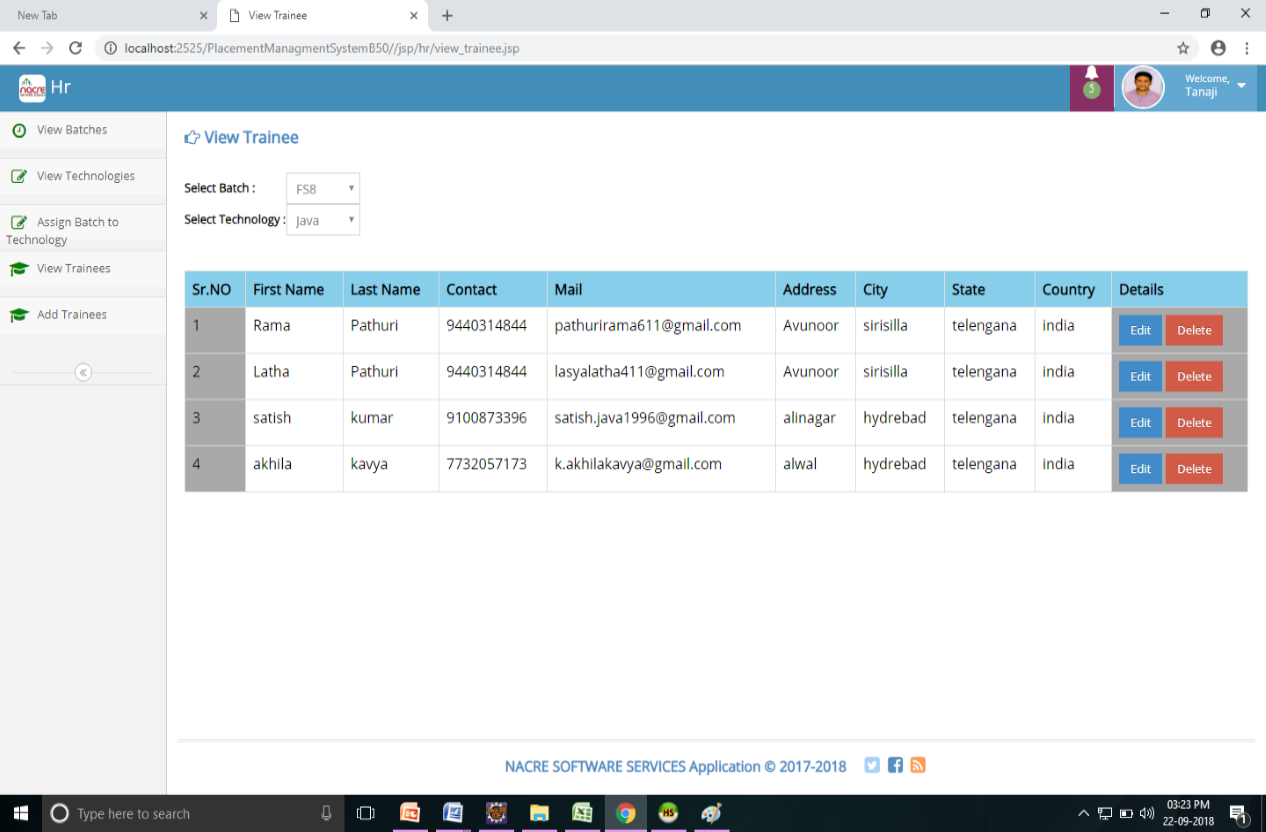 New Tab
View Trainee
localhost:2525/PlacementManagmentSystemB50//jsp/hr/view_trainee.jsp
nacre Hr
5
Welcome,
Tanaji
View Batches
View Technologies
Assign Batch to
Technology
View Trainees
Add Trainees
View Trainee
Select Batch : FS8
Select Technology : Java
Sr.NO First Name Last Name Contact Mail Address City State Country Details
1 Rama Pathuri 9440314844 pathurirama611@gmail.com Avunoor sirisilla telengana india Edit Delete
2 Latha Pathuri 9440314844 lasyalatha411@gmail.com Avunoor sirisilla telengana india Edit Delete
3 satish kumar 9100873396 satish.java1996@gmail.com alinagar hydrebad telengana india Edit Delete
4 akhila kavya 7732057173 k.akhilakavya@gmail.com alwal hydrebad telengana india Edit Delete
NACRE SOFTWARE SERVICES Application © 2017-2018
Type here to search
03:23 PM
22-09-2018
1